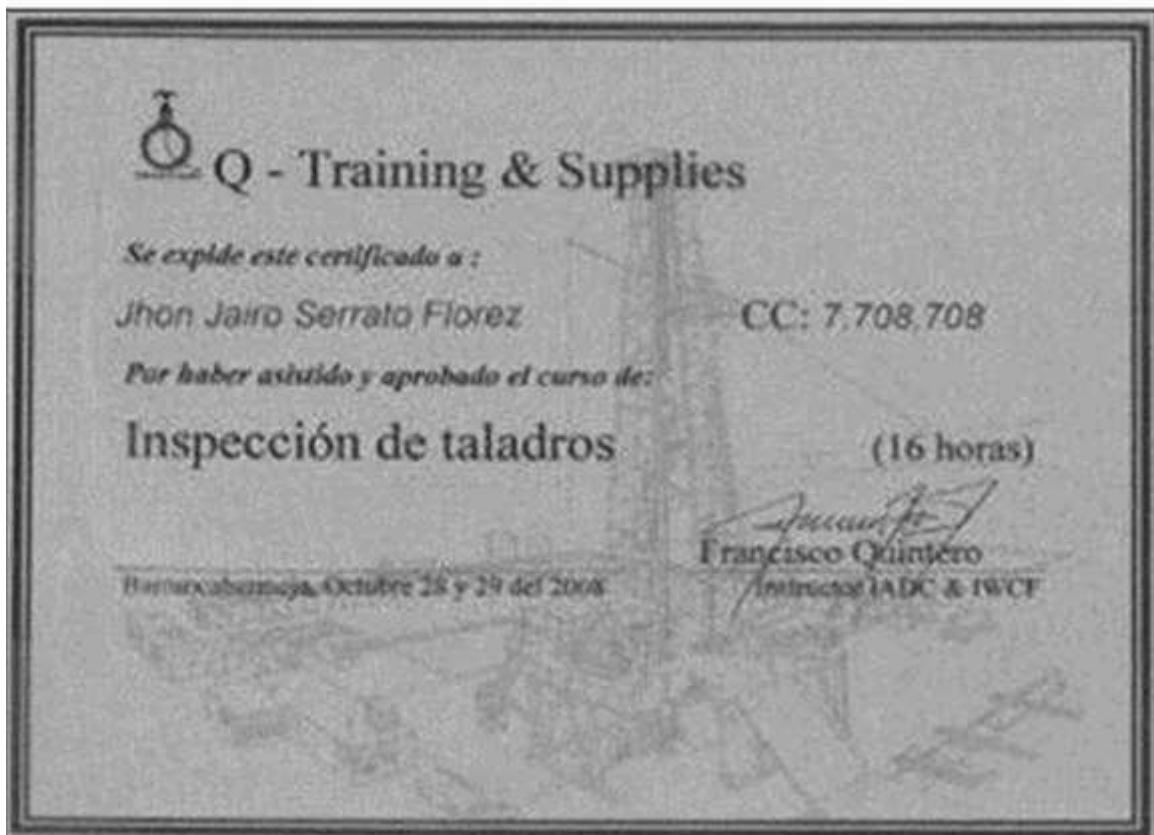 Q - Training & Supplies
Se expide este certificado a :
Jhon Jairo Serrato Florez CC: 7.708.708
Por haber asistido y aprobado el curso de:
Inspección de taladros (16 horas)
Francisco Quintero
Barrancabermeja, Octubre 28 y 29 del 2008 Instructor IADC & IWCF